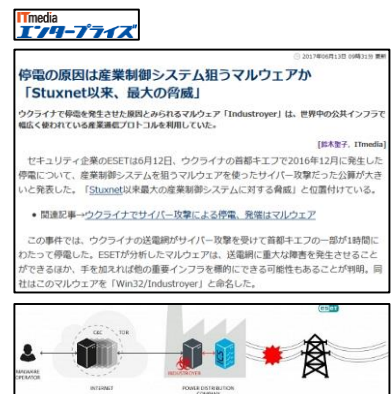 ITmedia
エンタープライズ
2017年06月13日 09時31分 更新
停電の原因は産業制御システム狙うマルウェアか
「Stuxnet以来、最大の脅威」
ウクライナで停電を発生させた原因とみられるマルウェア「Industroyer」は、世界中の公共インフラで
幅広く使われている産業通信プロトコルを利用していた。
[鈴木聖子, ITmedia]
セキュリティ企業のESETは6月12日、ウクライナの首都キエフで2016年12月に発生した
停電について、産業制御システムを狙うマルウェアを使ったサイバー攻撃だった公算が大き
いと発表した。「Stuxnet以来最大の産業制御システムに対する脅威」と位置付けている。
• 関連記事→ウクライナでサイバー攻撃による停電、発端はマルウェア
この事件では、ウクライナの送電網がサイバー攻撃を受けて首都キエフの一部が1時間に
わたって停電した。ESETが分析したマルウェアは、送電網に重大な障害を発生させること
ができるほか、手を加えれば他の重要インフラを標的にできる可能性もあることが判明。同
社はこのマルウェアを「Win32/Industroyer」と命名した。
eset
C&C TOR
INDUSTROYER
MALWARE
OPERATOR
INTERNET
POWER DISTRIBUTION
COMPANY